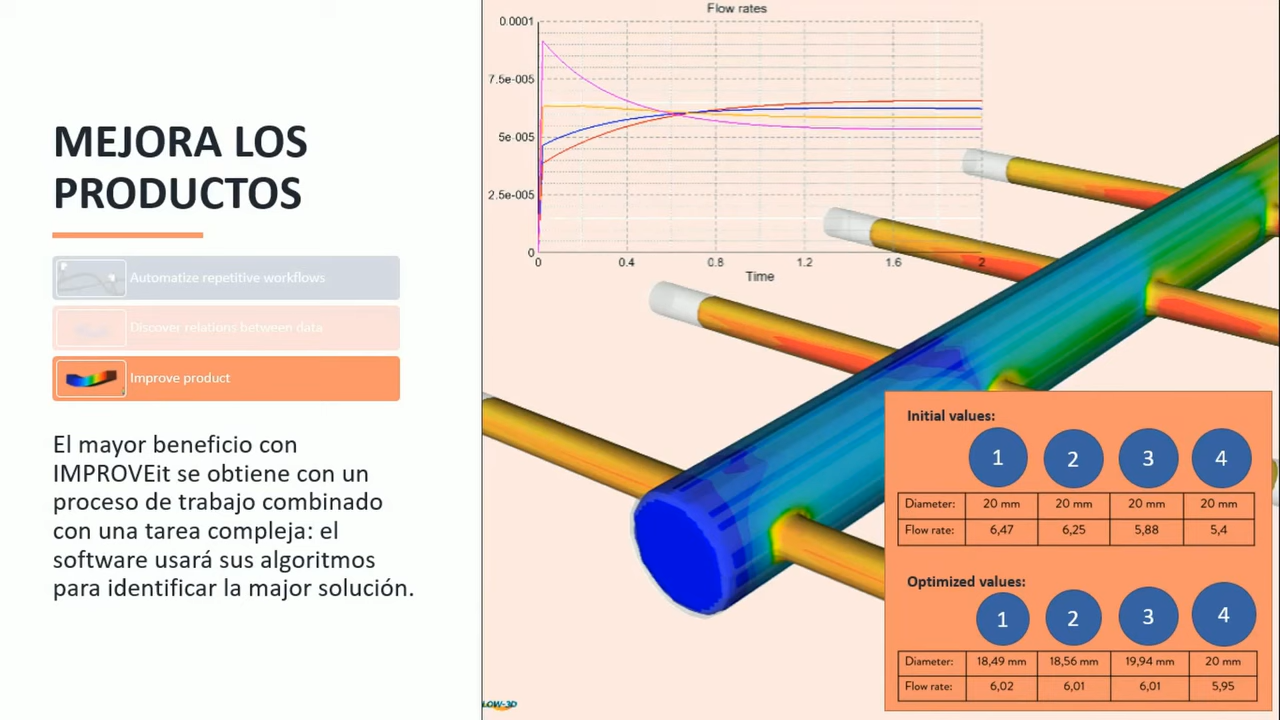 MEJORA LOS
PRODUCTOS
Automatize repetitive workflows
Discover relations between data
Improve product
El mayor beneficio con
IMPROVEit se obtiene con un
proceso de trabajo combinado
con una tarea compleja: el
software usará sus algoritmos
para identificar la major solución.
Flow rates
0.0001
7.5e-005
5e-005
2.5e-005
0
0 0.4 0.8 1.2 1.6 2
Time
Initial values:
1 2 3 4
Diameter: 20 mm 20 mm 20 mm 20 mm
Flow rate: 6,47 6,25 5,88 5,4
Optimized values:
1 2 3 4
Diameter: 18,49 mm 18,56 mm 19,94 mm 20 mm
Flow rate: 6,02 6,01 6,01 5,95
LOW-3D